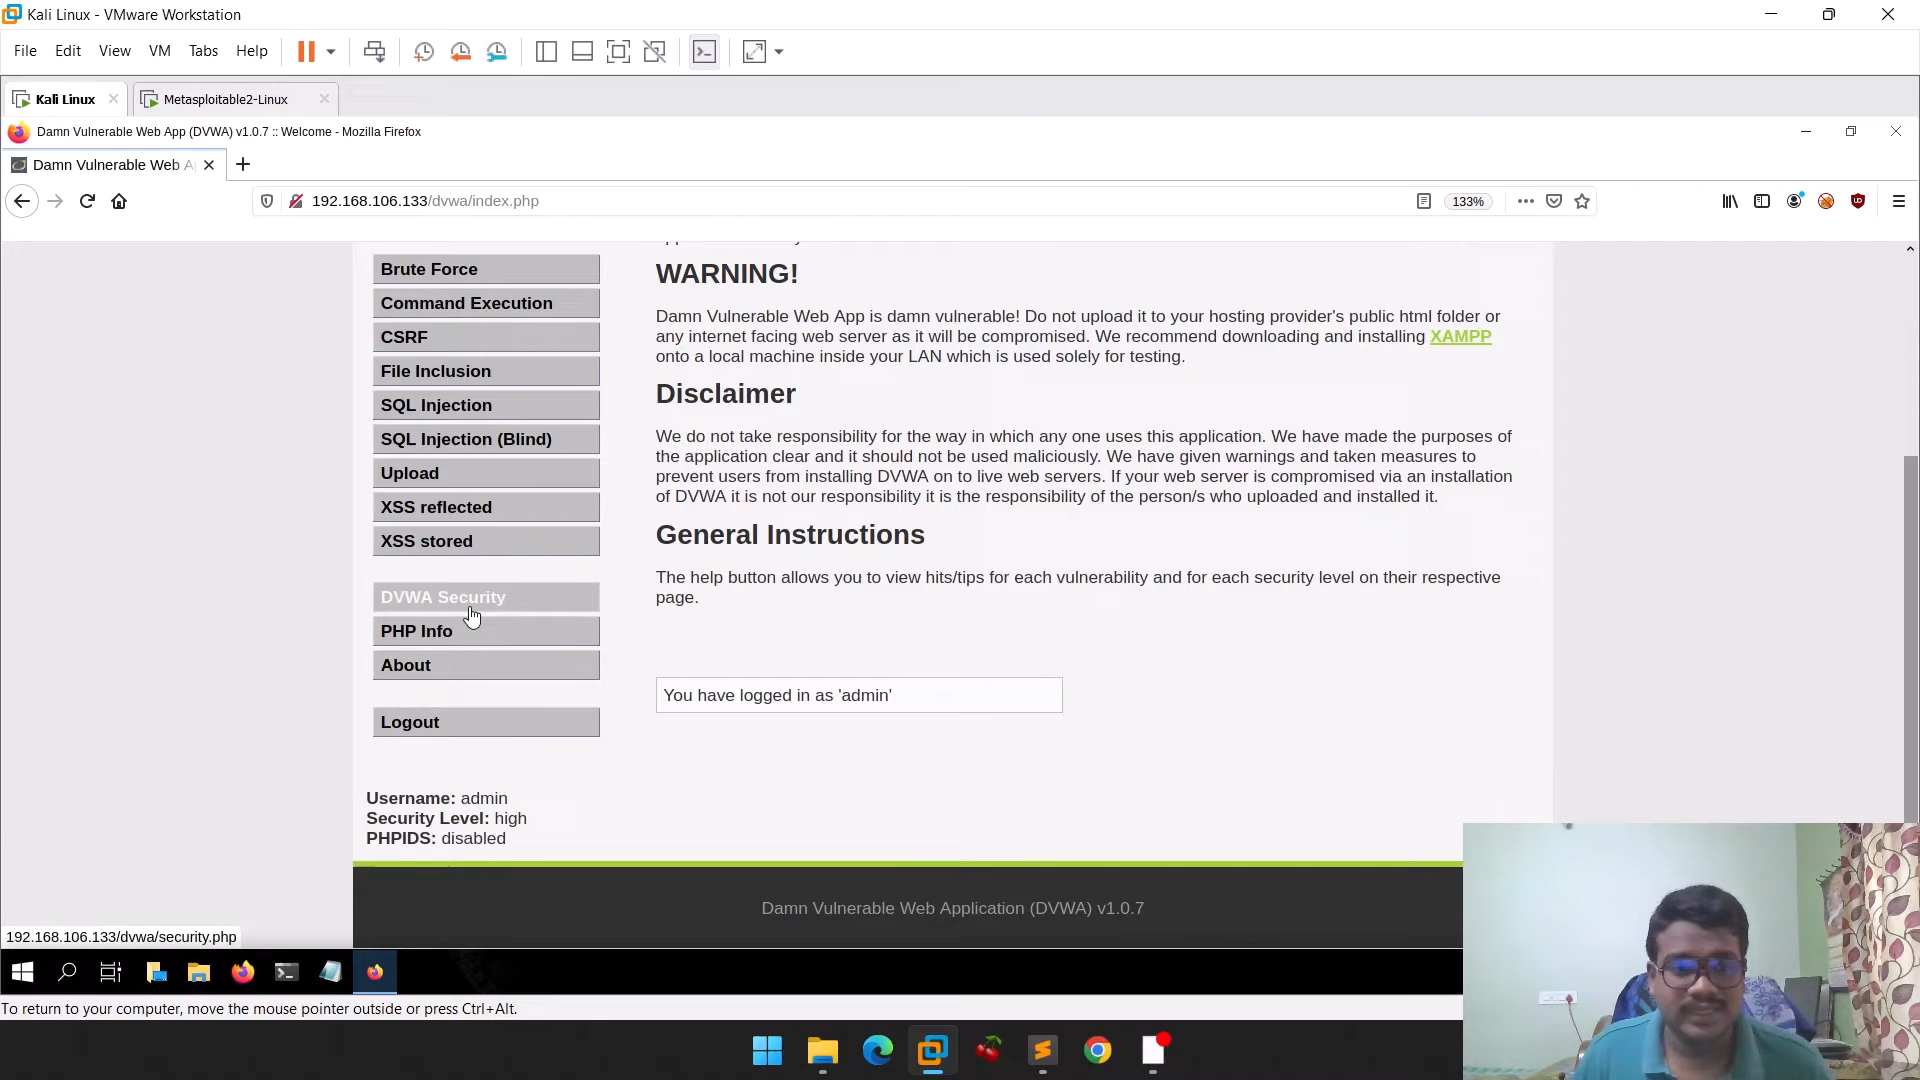 Kali Linux - VMware Workstation
File Edit View VM Tabs Help
Kali Linux
Metasploitable2-Linux
Damn Vulnerable Web App (DVWA) v1.0.7 :: Welcome - Mozilla Firefox
Damn Vulnerable Web A
192.168.106.133/dvwa/index.php
133%
Brute Force
Command Execution
CSRF
File Inclusion
SQL Injection
SQL Injection (Blind)
Upload
XSS reflected
XSS stored
DVWA Security
PHP Info
About
Logout
WARNING!
Damn Vulnerable Web App is damn vulnerable! Do not upload it to your hosting provider's public html folder or
any internet facing web server as it will be compromised. We recommend downloading and installing XAMPP
onto a local machine inside your LAN which is used solely for testing.
Disclaimer
We do not take responsibility for the way in which any one uses this application. We have made the purposes of
the application clear and it should not be used maliciously. We have given warnings and taken measures to
prevent users from installing DVWA on to live web servers. If your web server is compromised via an installation
of DVWA it is not our responsibility it is the responsibility of the person/s who uploaded and installed it.
General Instructions
The help button allows you to view hits/tips for each vulnerability and for each security level on their respective
page.
You have logged in as 'admin'
Username: admin
Security Level: high
PHPIDS: disabled
Damn Vulnerable Web Application (DVWA) v1.0.7
192.168.106.133/dvwa/security.php
To return to your computer, move the mouse pointer outside or press Ctrl+Alt.